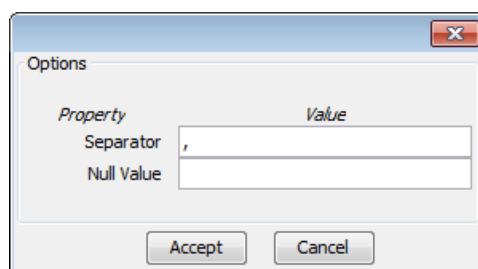 Options
Property Value
Separator ,
Null Value
Accept Cancel